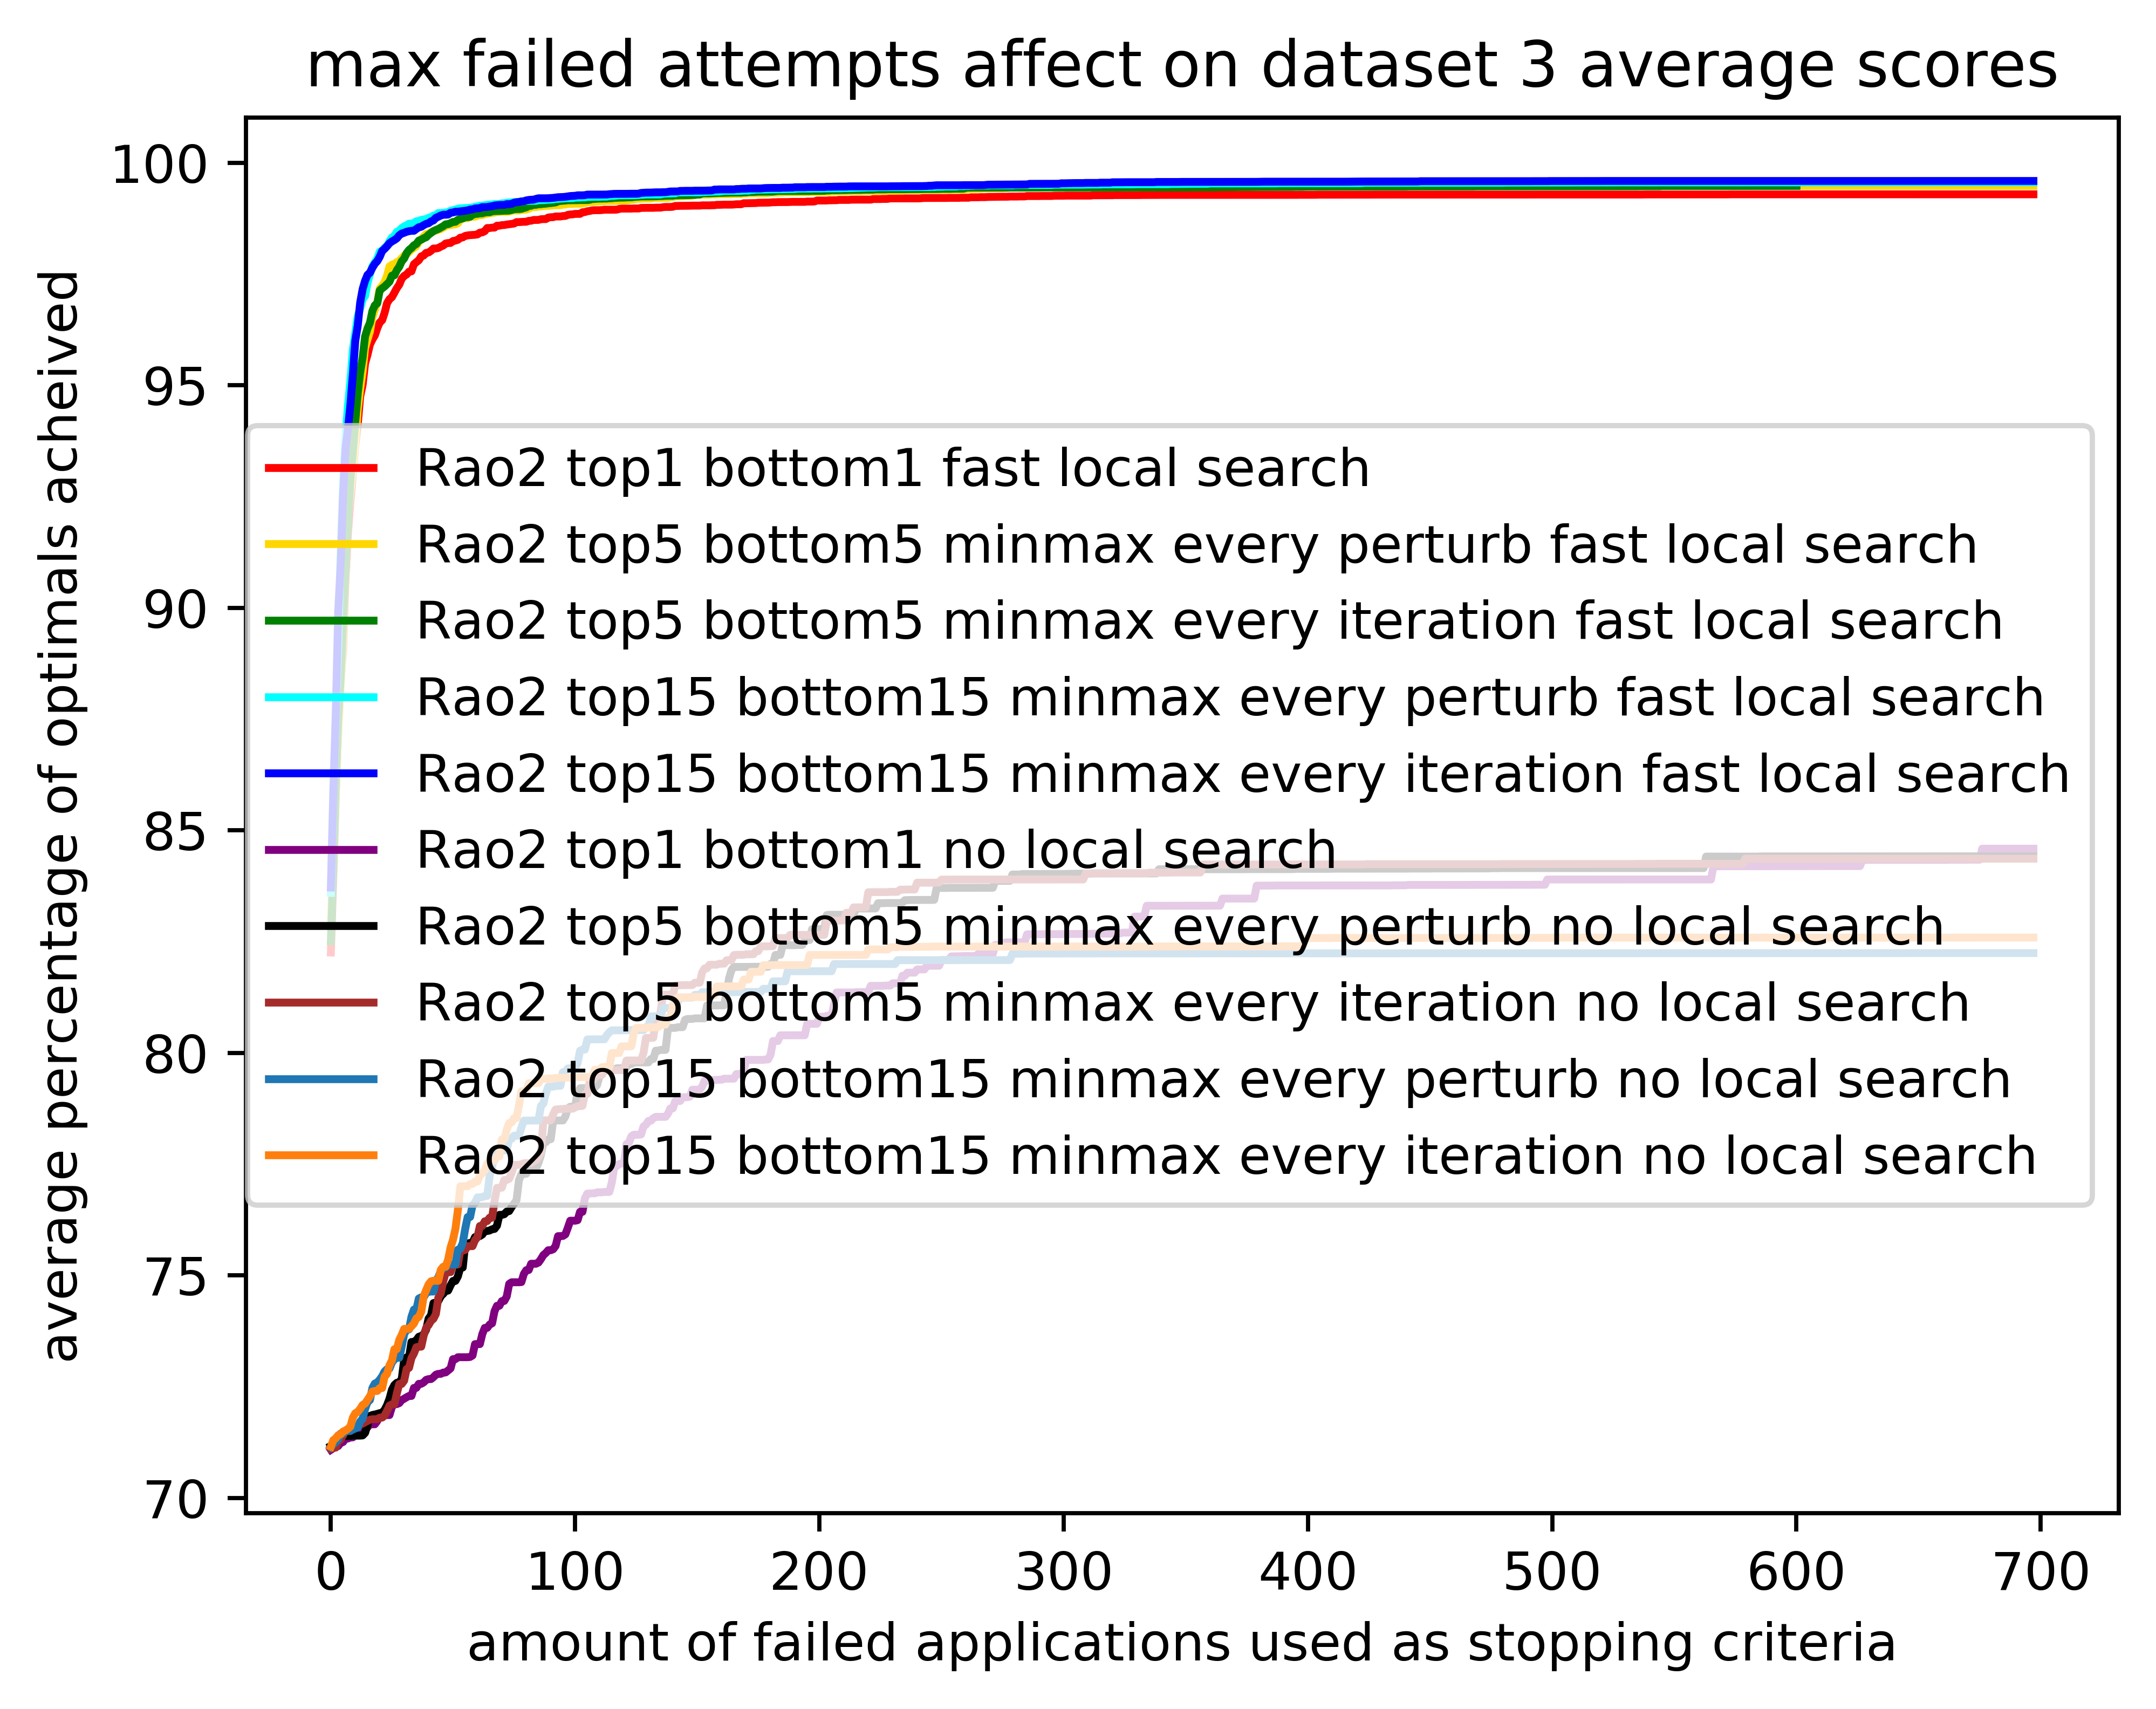 max failed attempts affect on dataset 3 average scores
100
95
90
85
80
75
70
average percentage of optimals acheived
Rao2 top1 bottom1 fast local search
Rao2 top5 bottom5 minmax every perturb fast local search
Rao2 top5 bottom5 minmax every iteration fast local search
Rao2 top15 bottom15 minmax every perturb fast local search
Rao2 top15 bottom15 minmax every iteration fast local search
Rao2 top1 bottom1 no local search
Rao2 top5 bottom5 minmax every perturb no local search
Rao2 top5 bottom5 minmax every iteration no local search
Rao2 top15 bottom15 minmax every perturb no local search
Rao2 top15 bottom15 minmax every iteration no local search
0 100 200 300 400 500 600 700
amount of failed applications used as stopping criteria